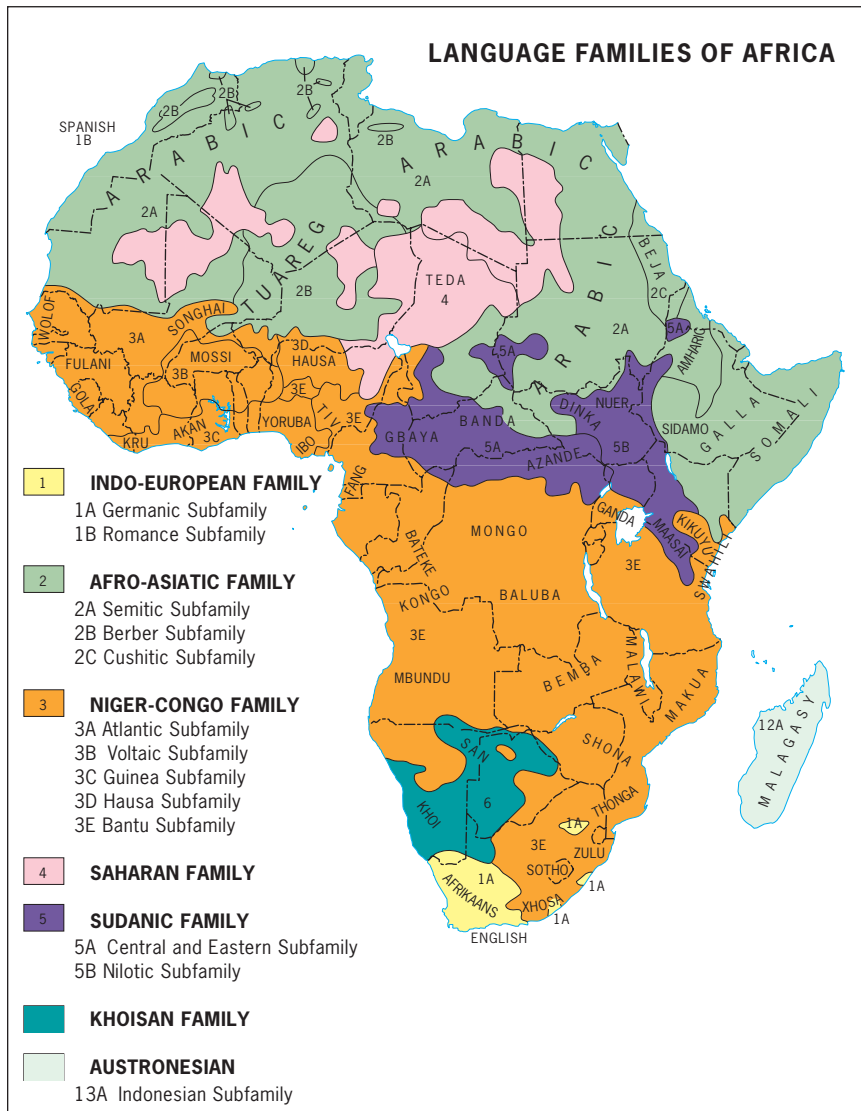 LANGUAGE FAMILIES OF AFRICA
2B
2B
2B
2B
SPANISH
1B
ARABIC
ARABIC
2A
2A
TUAREG
2B
TEDA
4
ARABIC
2A
BEJA
2C
5A
AMHARIG
5A
WOLOF
3A
SONGHAI
FULANI
MOSSI
3B
3D
HAUSA
GOLA
3E
KRU
AKAN
3C
YORUBA
IBO
TIV
3E
GBAYA
BANDA
5A
AZANDE
DINKA
NUER
5B
SIDAMO
GALLA
SOMALI
FANG
BATEKE
MONGO
GANDA
MAASAI
KIKUYU
SWAHILI
3E
KONGO
BALUBA
3E
MBUNDU
BEMBA
MALAWI
MAKUA
12A
MALAGASY
SAN
6
KHOI
SHONA
THONGA
1A
3E
ZULU
SOTHO
1A
1A
AFRIKAANS
XHOSA
1A
ENGLISH
1 INDO-EUROPEAN FAMILY
1A Germanic Subfamily
1B Romance Subfamily
2 AFRO-ASIATIC FAMILY
2A Semitic Subfamily
2B Berber Subfamily
2C Cushitic Subfamily
3 NIGER-CONGO FAMILY
3A Atlantic Subfamily
3B Voltaic Subfamily
3C Guinea Subfamily
3D Hausa Subfamily
3E Bantu Subfamily
4 SAHARAN FAMILY
5 SUDANIC FAMILY
5A Central and Eastern Subfamily
5B Nilotic Subfamily
KHOISAN FAMILY
AUSTRONESIAN
13A Indonesian Subfamily